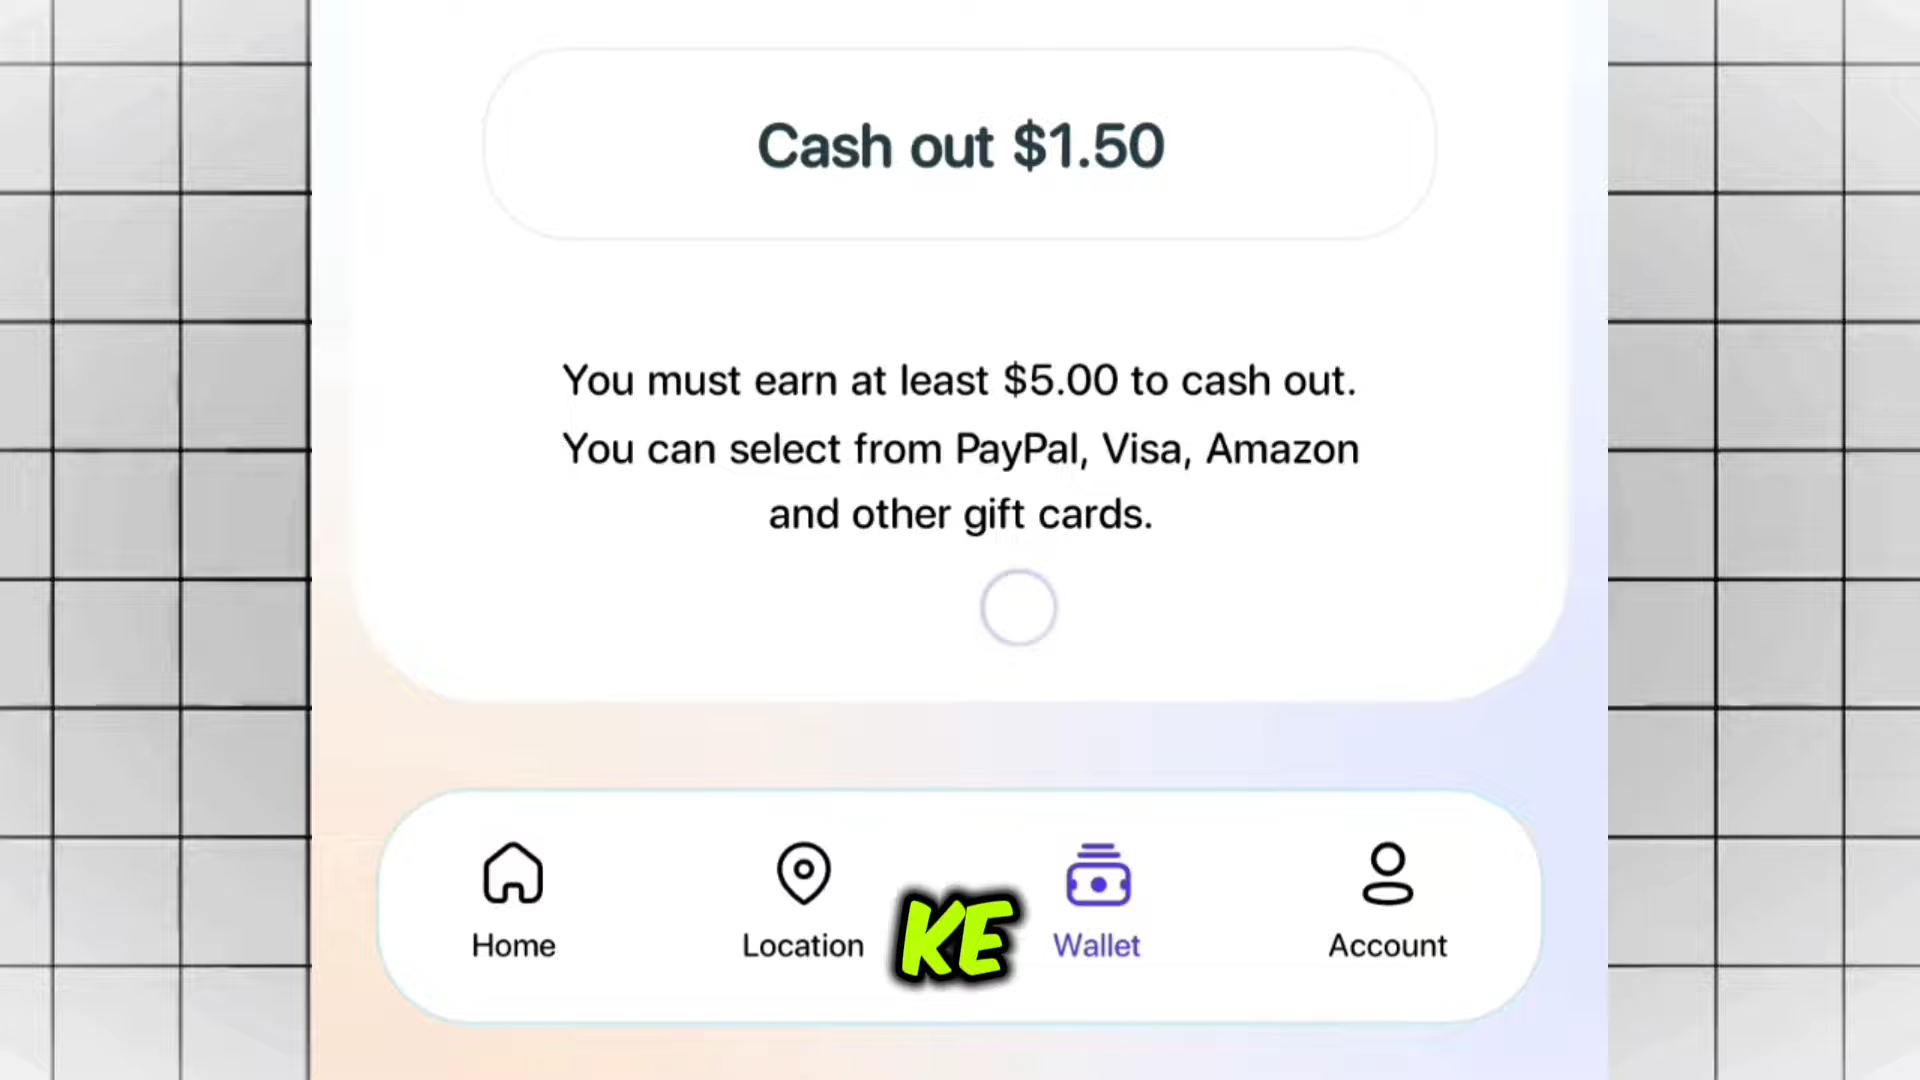 Cash out $1.50
You must earn at least $5.00 to cash out.
You can select from PayPal, Visa, Amazon
and other gift cards.
Home
Location
KE
Wallet
Account